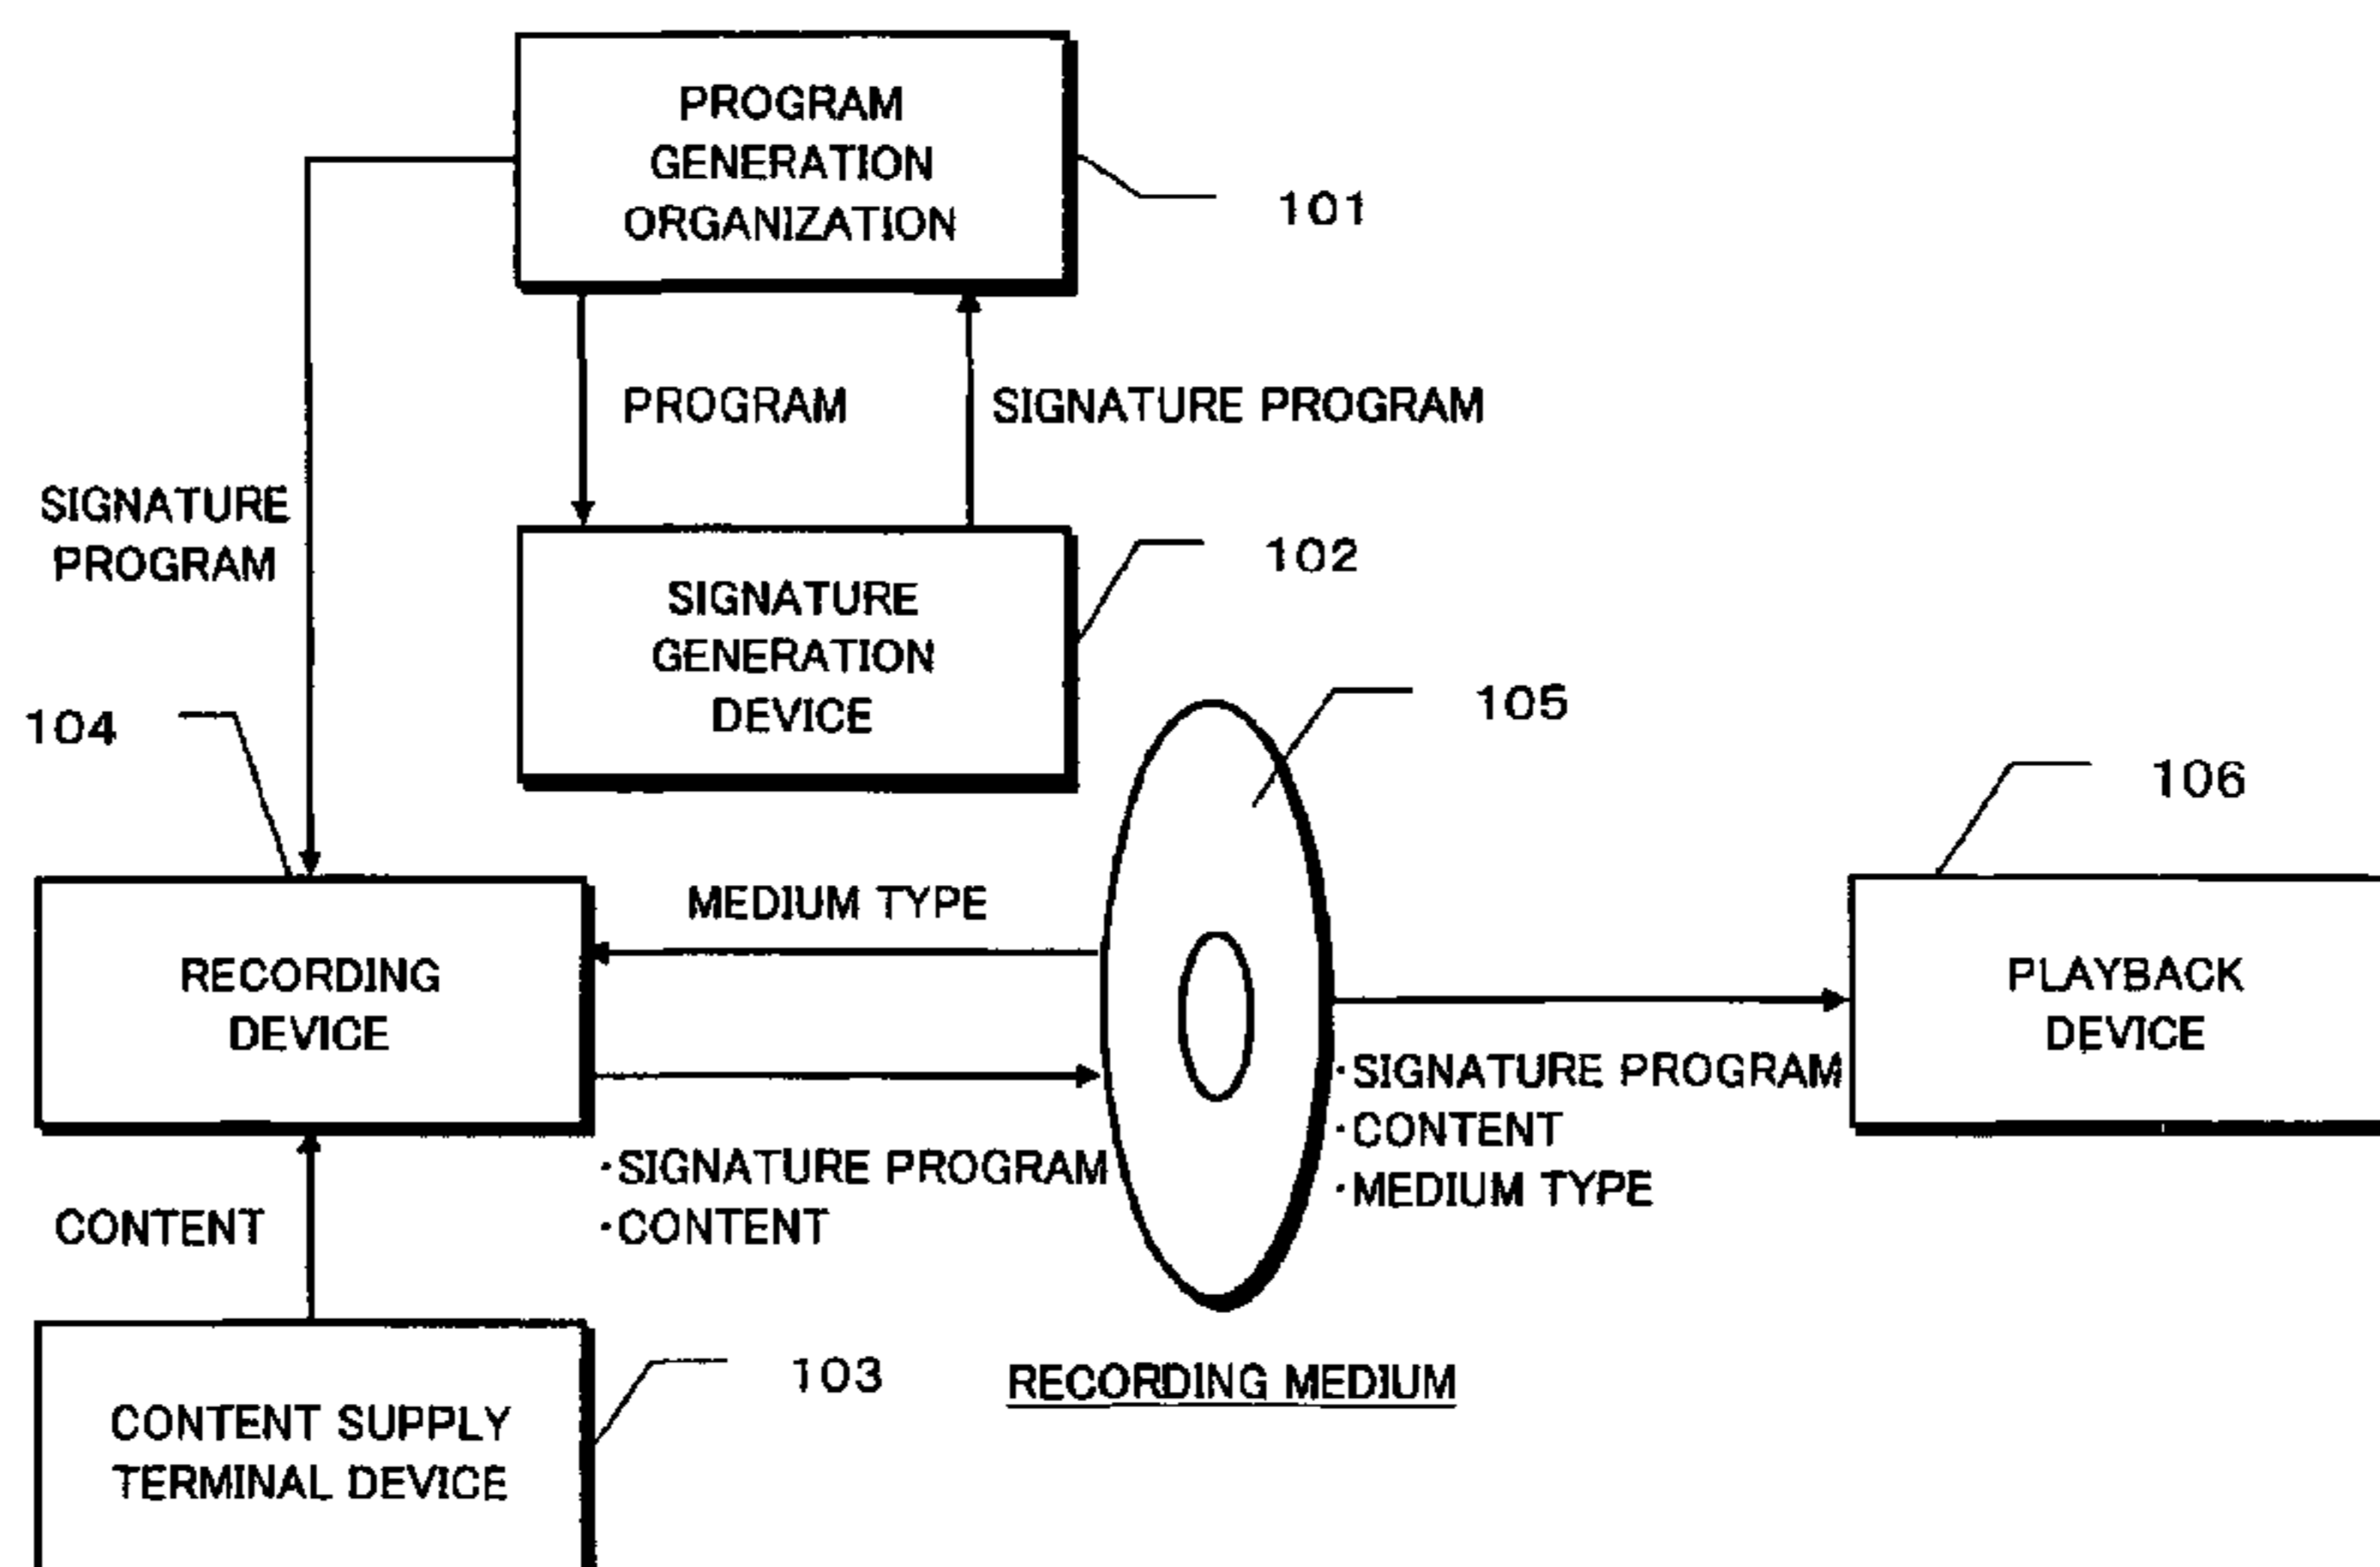 PROGRAM
GENERATION
ORGANIZATION
101
PROGRAM
SIGNATURE PROGRAM
SIGNATURE
PROGRAM
102
SIGNATURE
GENERATION
DEVICE
104
105
106
MEDIUM TYPE
RECORDING
DEVICE
PLAYBACK
DEVICE
·SIGNATURE PROGRAM
·CONTENT
·SIGNATURE PROGRAM
·CONTENT
·MEDIUM TYPE
CONTENT
103
RECORDING MEDIUM
CONTENT SUPPLY
TERMINAL DEVICE